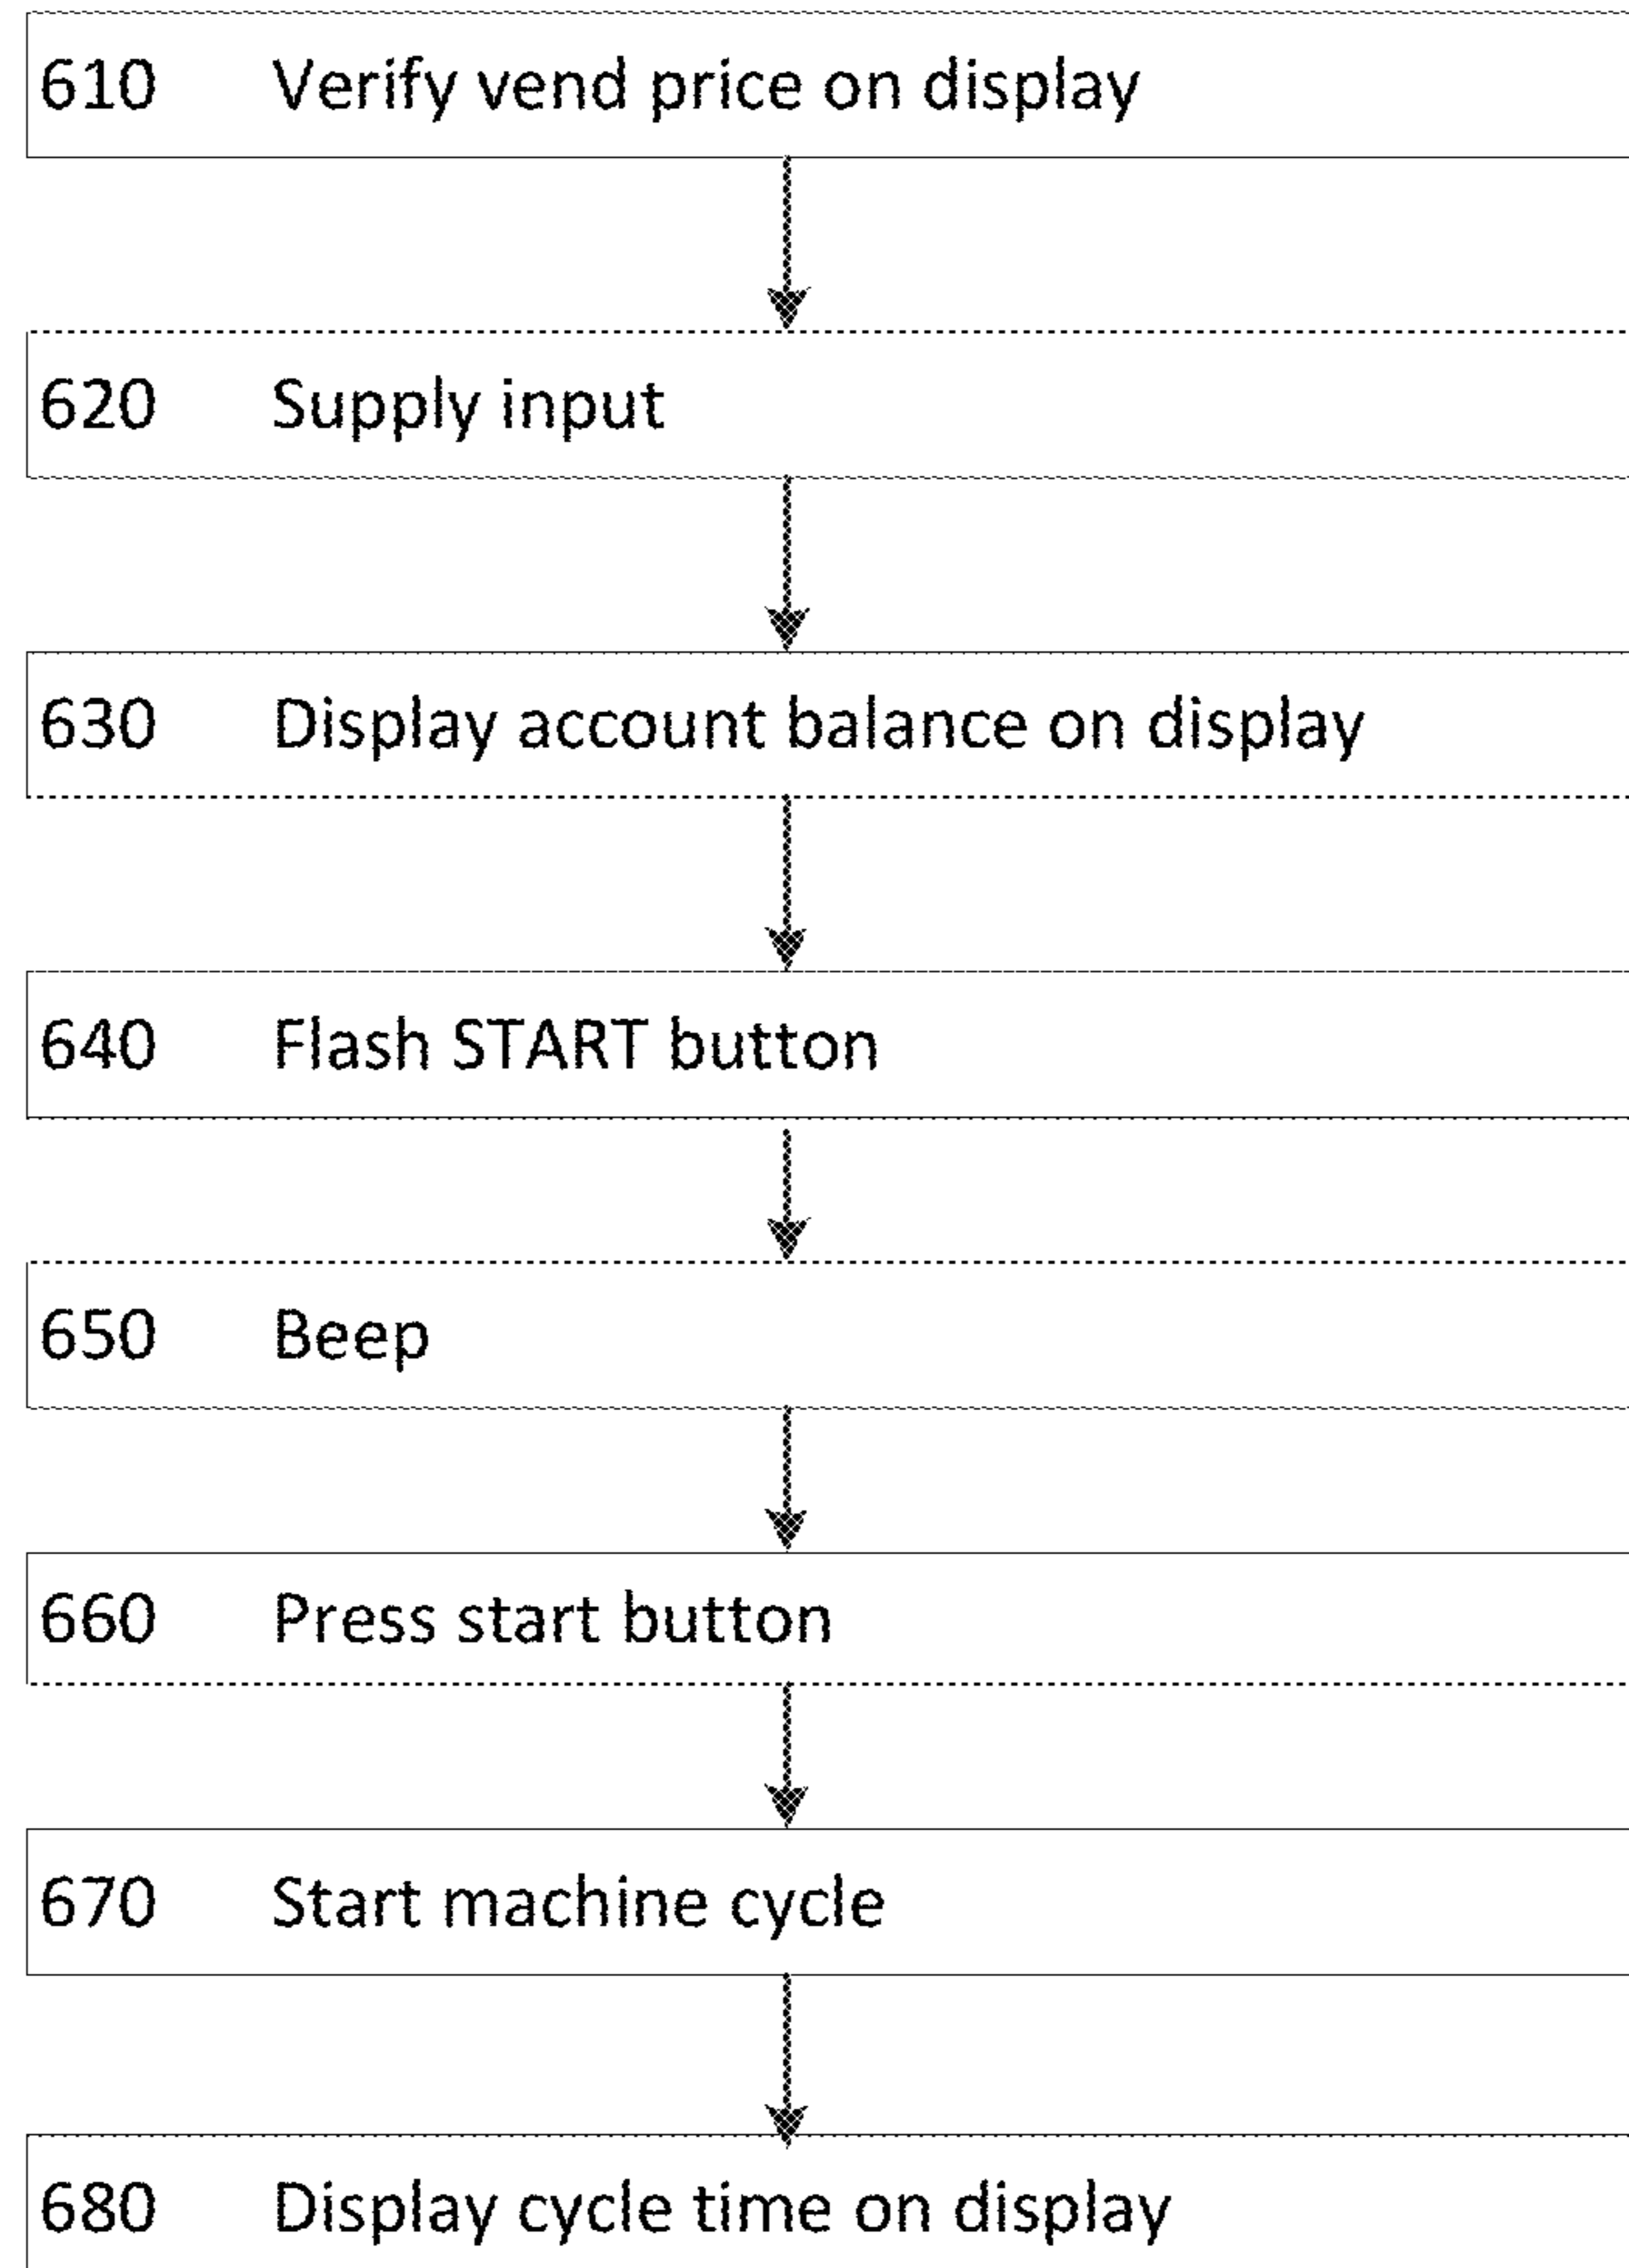 610 Verify vend price on display
620 Supply input
630 Display account balance on display
640 Flash START button
650 Beep
660 Press start button
670 Start machine cycle
680 Display cycle time on display